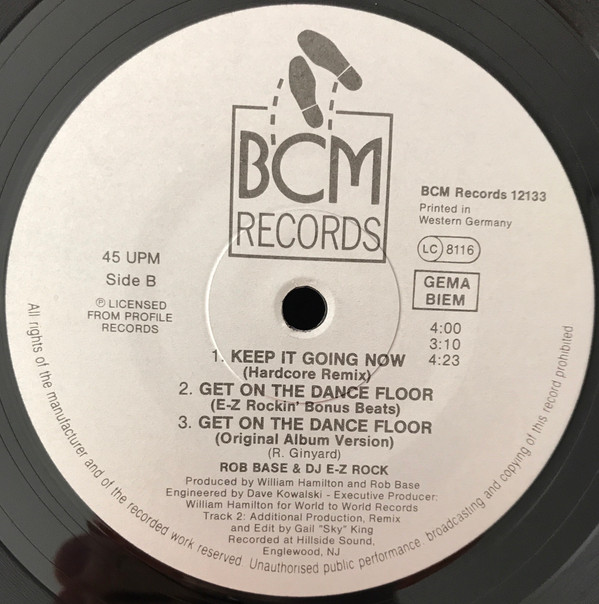 BCM
RECORDS
BCM Records 12133
Printed in
Western Germany
LC 8116
GEMA
BIEM
45 UPM
Side B
Ⓟ LICENSED
FROM PROFILE
RECORDS
4:00
3:10
4:23
1. KEEP IT GOING NOW
(Hardcore Remix)
2. GET ON THE DANCE FLOOR
(E-Z Rockin' Bonus Beats)
3. GET ON THE DANCE FLOOR
(Original Album Version)
(R. Ginyard)
ROB BASE & DJ E-Z ROCK
Produced by William Hamilton and Rob Base
Engineered by Dave Kowalski - Executive Producer:
William Hamilton for World to World Records
Track 2: Additional Production, Remix
and Edit by Gail "Sky" King
Recorded at Hillside Sound,
Englewood, NJ
All rights of the manufacturer and of the recorded work reserved. Unauthorised public performance, broadcasting and copying of this record prohibited